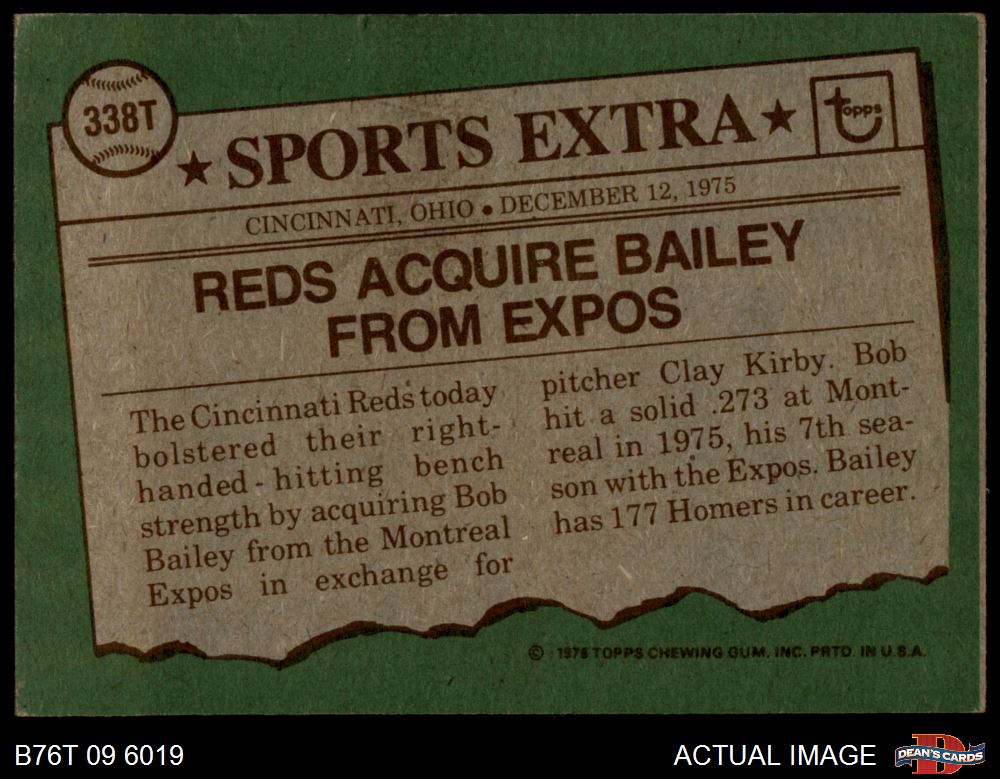 338T
★ SPORTS EXTRA ★
topps
CINCINNATI, OHIO • DECEMBER 12, 1975
REDS ACQUIRE BAILEY
FROM EXPOS
The Cincinnati Reds today
bolstered their right-
handed-hitting bench
strength by acquiring Bob
Bailey from the Montreal
Expos in exchange for
pitcher Clay Kirby. Bob
hit a solid .273 at Mont-
real in 1975, his 7th sea-
son with the Expos. Bailey
has 177 Homers in career.
© 1976 TOPPS CHEWING GUM, INC. PRTD. IN U.S.A.
B76T 09 6019
ACTUAL IMAGE
DEAN'S CARDS